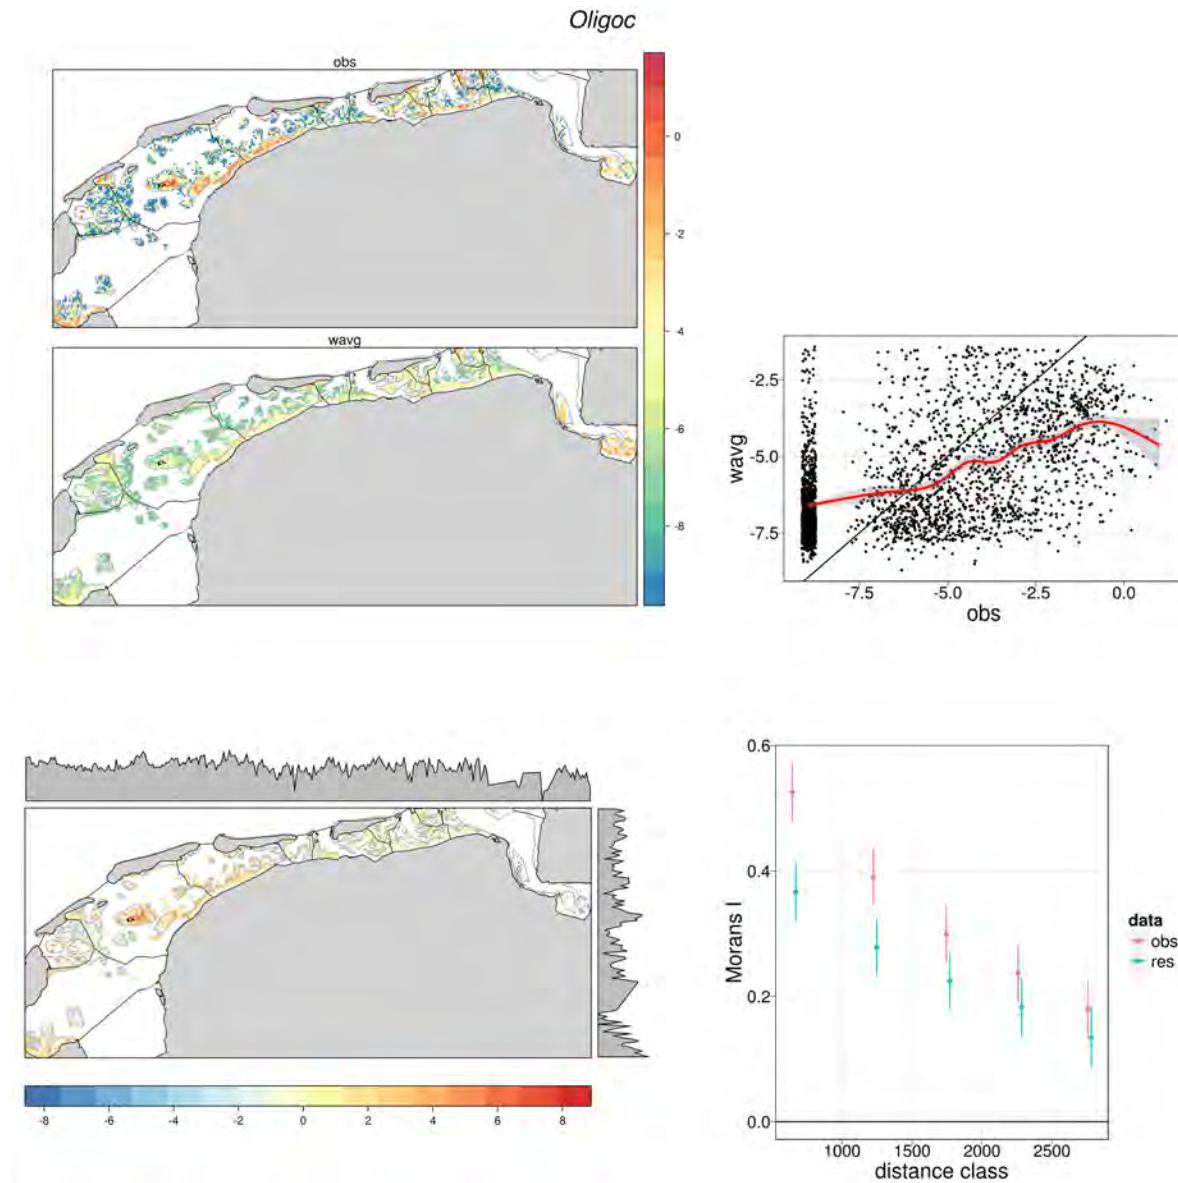 Oligoc
obs
0
-2
-4
-6
-8
wavg
wavg
-2.5
-5.0
-7.5
-7.5 -5.0 -2.5 0.0
obs
-8 -6 -4 -2 0 2 4 6 8
Morans I
0.6
0.4
0.2
0.0
1000 1500 2000 2500
distance class
data
obs
res